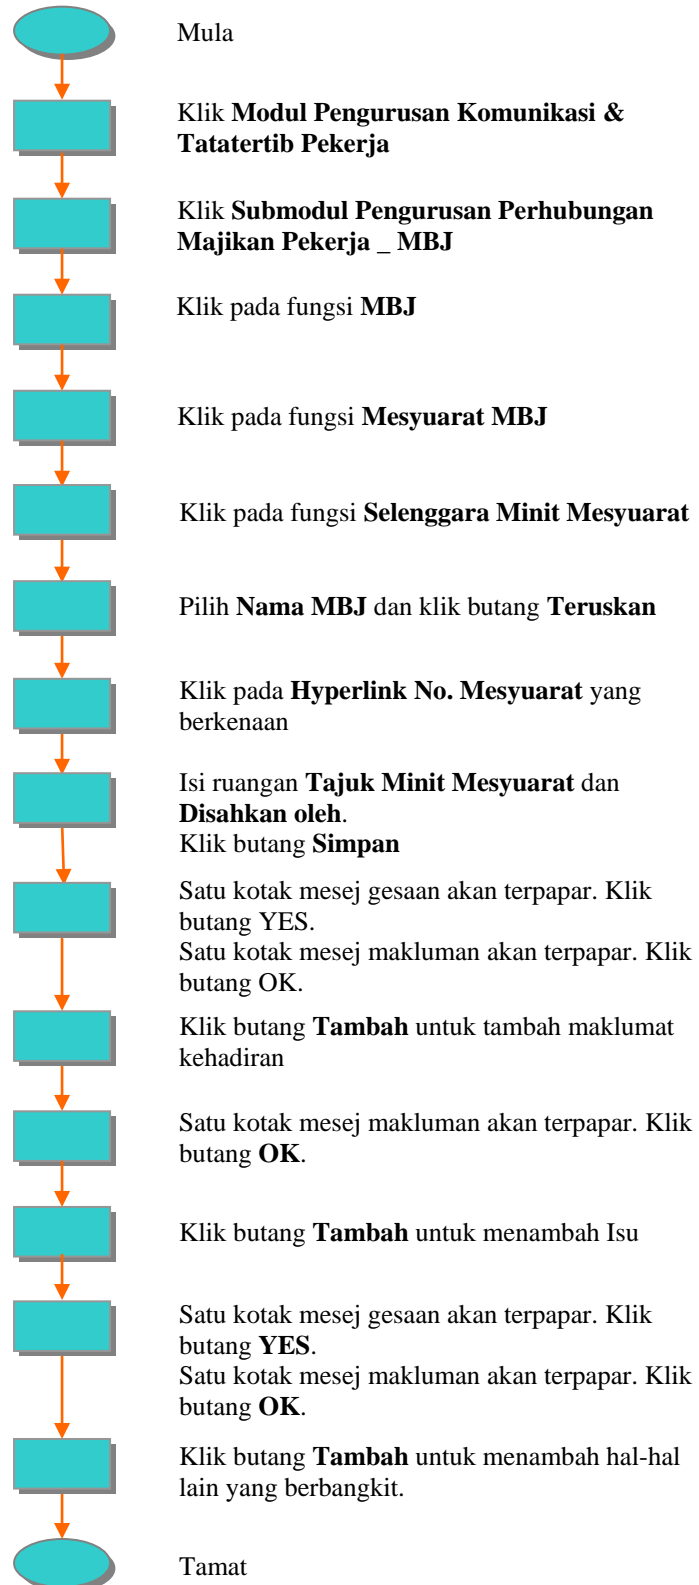 Mula
Klik Modul Pengurusan Komunikasi &
Tatatertib Pekerja
Klik Submodul Pengurusan Perhubungan
Majikan Pekerja _ MBJ
Klik pada fungsi MBJ
Klik pada fungsi Mesyuarat MBJ
Klik pada fungsi Selenggara Minit Mesyuarat
Pilih Nama MBJ dan klik butang Teruskan
Klik pada Hyperlink No. Mesyuarat yang
berkenaan
Isi ruangan Tajuk Minit Mesyuarat dan
Disahkan oleh.
Klik butang Simpan
Satu kotak mesej gesaan akan terpapar. Klik
butang YES.
Satu kotak mesej makluman akan terpapar. Klik
butang OK.
Klik butang Tambah untuk tambah maklumat
kehadiran
Satu kotak mesej makluman akan terpapar. Klik
butang OK.
Klik butang Tambah untuk menambah Isu
Satu kotak mesej gesaan akan terpapar. Klik
butang YES.
Satu kotak mesej makluman akan terpapar. Klik
butang OK.
Klik butang Tambah untuk menambah hal-hal
lain yang berbangkit.
Tamat